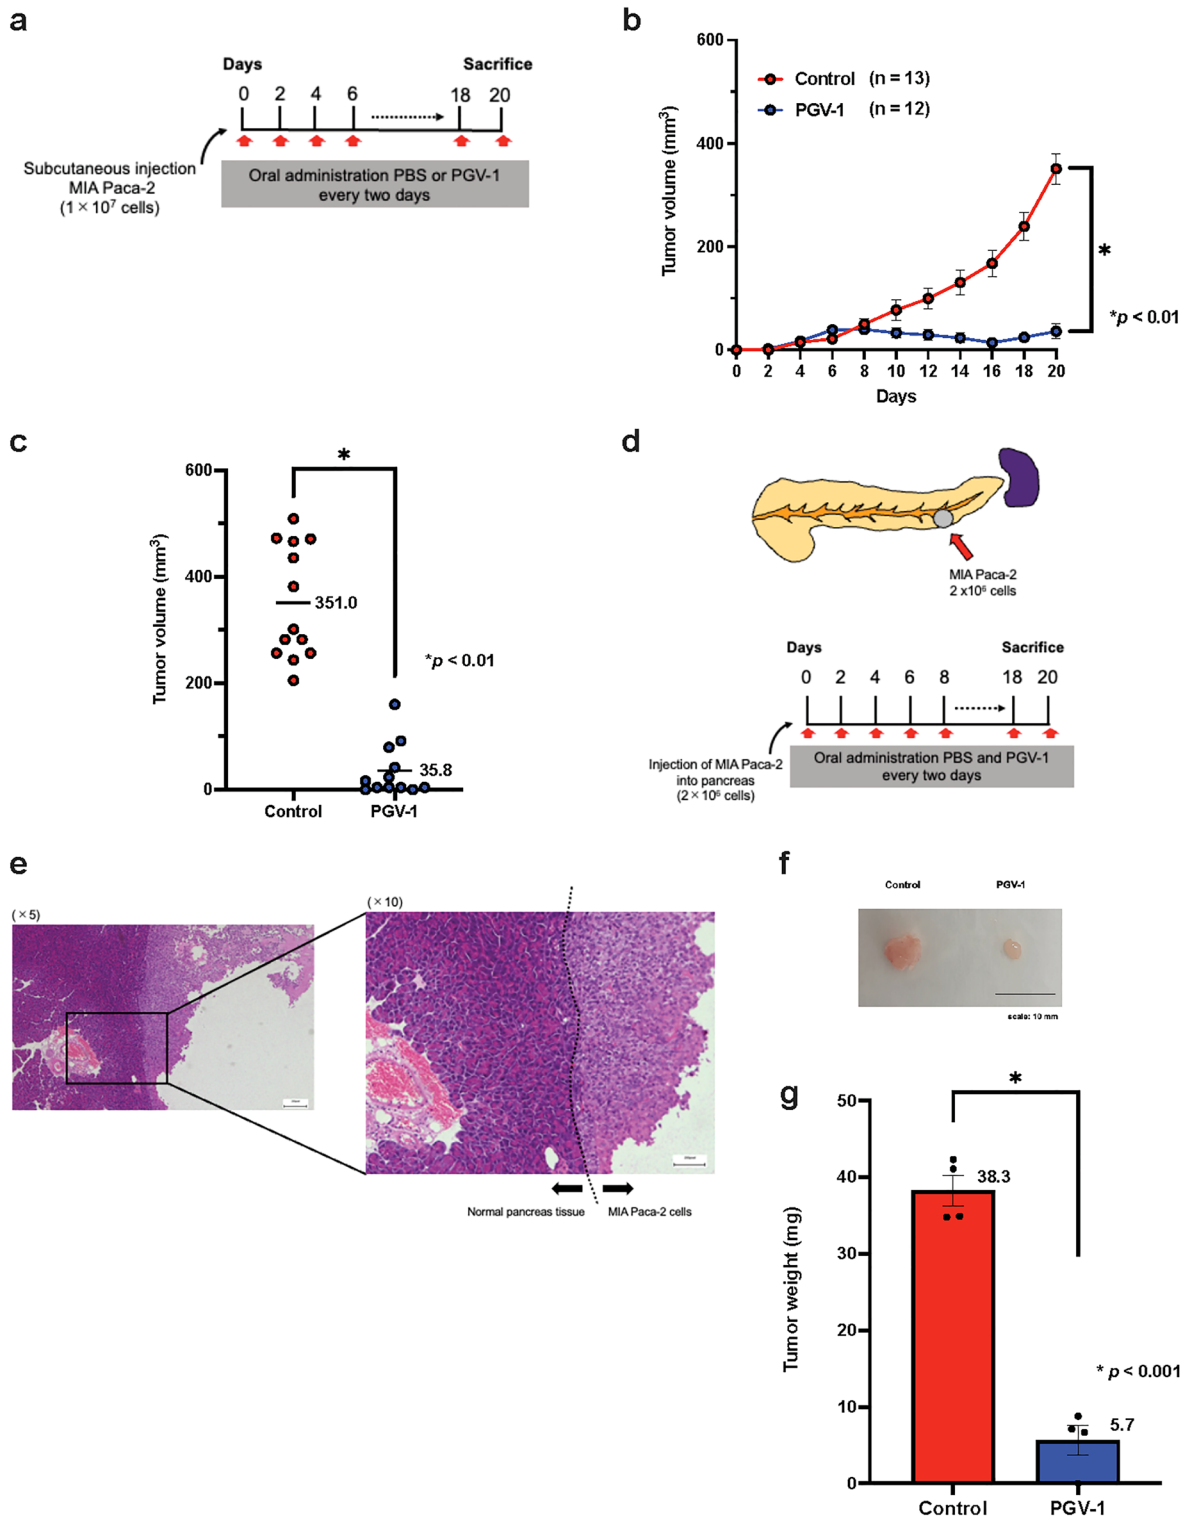 a
Days
Sacrifice
0 2 4 6 18 20
Subcutaneous injection
MIA Paca-2
(1×10⁷ cells)
Oral administration PBS or PGV-1
every two days
b
600
400
200
0
Tumor volume (mm³)
Control (n = 13)
PGV-1 (n = 12)
*
*p < 0.01
0 2 4 6 8 10 12 14 16 18 20
Days
c
600
400
200
0
Tumor volume (mm³)
*
351.0
*p < 0.01
35.8
Control PGV-1
d
MIA Paca-2
2 x10⁶ cells
Days
Sacrifice
0 2 4 6 8 18 20
Injection of MIA Paca-2
into pancreas
(2×10⁶ cells)
Oral administration PBS and PGV-1
every two days
e
(×5)
(×10)
Normal pancreas tissue
MIA Paca-2 cells
f
Control PGV-1
scale: 10 mm
g
50
40
30
20
10
0
Tumor weight (mg)
*
38.3
* p < 0.001
5.7
Control PGV-1